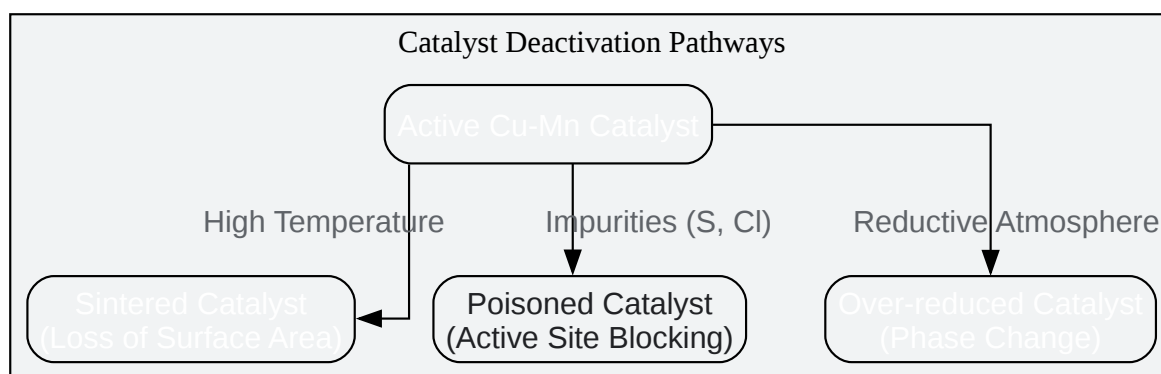 Catalyst Deactivation Pathways
Active Cu-Mn Catalyst
High Temperature
Impurities (S, Cl)
Reductive Atmosphere
Sintered Catalyst
(Loss of Surface Area)
Poisoned Catalyst
(Active Site Blocking)
Over-reduced Catalyst
(Phase Change)